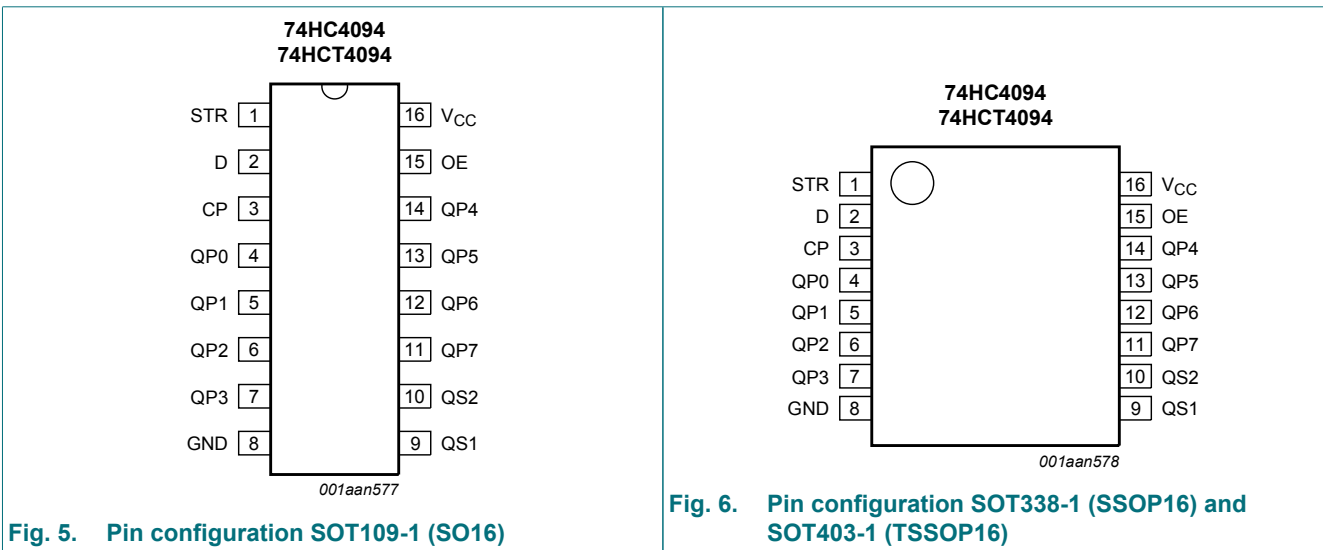 74HC4094
74HCT4094
STR 1 16 VCC
D 2 15 OE
CP 3 14 QP4
QP0 4 13 QP5
QP1 5 12 QP6
QP2 6 11 QP7
QP3 7 10 QS2
GND 8 9 QS1
001aan577
Fig. 5. Pin configuration SOT109-1 (SO16)
74HC4094
74HCT4094
STR 1 16 VCC
D 2 15 OE
CP 3 14 QP4
QP0 4 13 QP5
QP1 5 12 QP6
QP2 6 11 QP7
QP3 7 10 QS2
GND 8 9 QS1
001aan578
Fig. 6. Pin configuration SOT338-1 (SSOP16) and
SOT403-1 (TSSOP16)